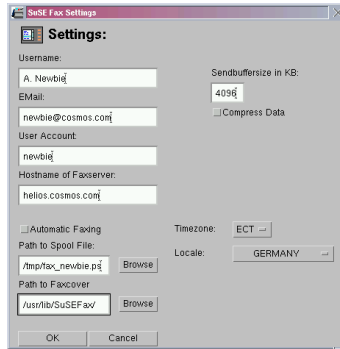 SuSE Fax Settings
Settings:
Username:
A. Newbie
EMail:
newbie@cosmos.com
User Account:
newbie
Hostname of Faxserver:
helios.cosmos.com
Sendbuffersize in KB:
4096
Compress Data
Automatic Faxing
Path to Spool File:
/tmp/fax_newbie.ps
Browse
Path to Faxcover
/usr/lib/SuSEFax/
Browse
Timezone:
ECT
Locale:
GERMANY
OK
Cancel